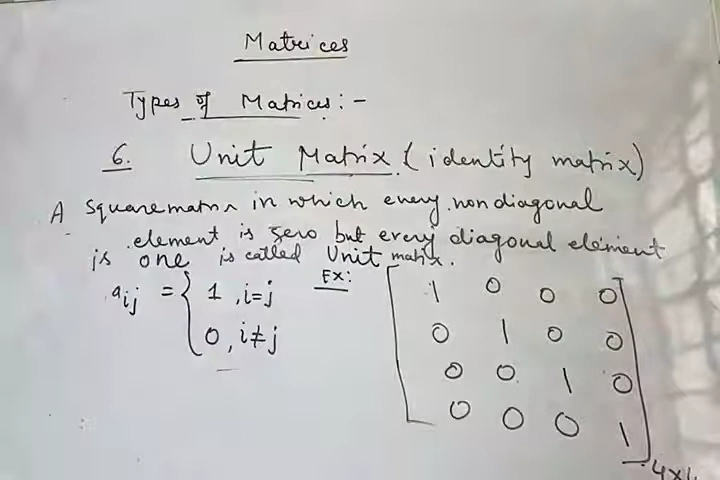 Matrices
Types of Matrices:-
6. Unit Matrix (identity matrix)
A square matrix in which every non diagonal
element is zero but every diagonal element
is one is called Unit matrix.
aij = { 1, i=j
0, i≠j
Ex:
1 0 0 0
0 1 0 0
0 0 1 0
0 0 0 1
4×4